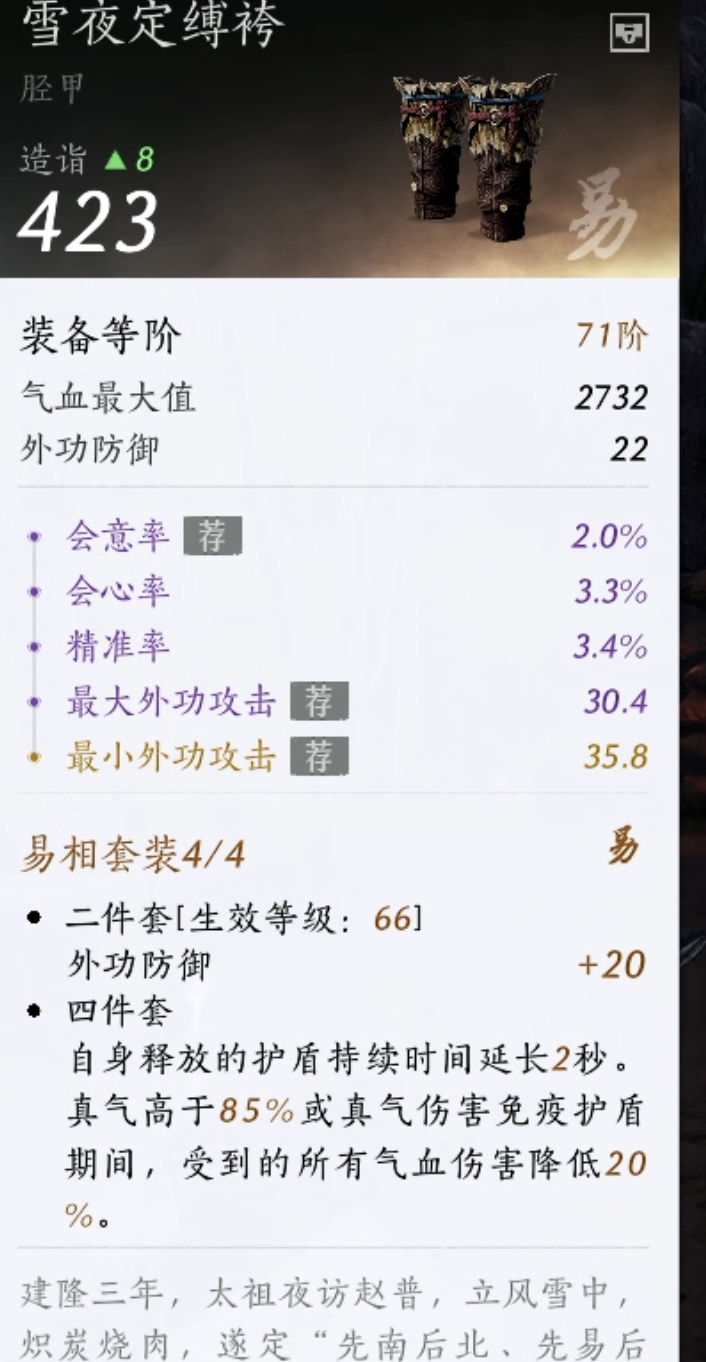 雪夜定缚袴
胫甲
造诣 ▲8
423
易
装备等阶 71阶
气血最大值 2732
外功防御 22
会意率 荐 2.0%
会心率 3.3%
精准率 3.4%
最大外功攻击 荐 30.4
最小外功攻击 荐 35.8
易相套装4/4 易
二件套[生效等级：66]
外功防御 +20
四件套
自身释放的护盾持续时间延长2秒。
真气高于85%或真气伤害免疫护盾
期间，受到的所有气血伤害降低20
%。
建隆三年，太祖夜访赵普，立风雪中，
炽炭烧肉，遂定“先南后北、先易后